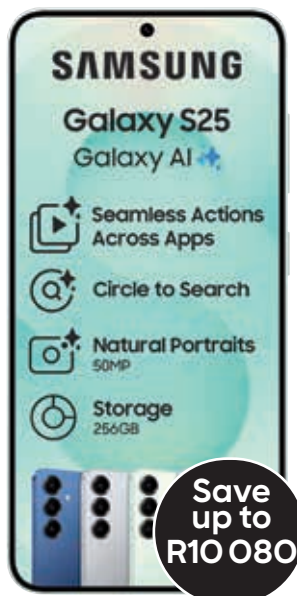 SAMSUNG
Galaxy S25
Galaxy AI
Seamless Actions
Across Apps
Circle to Search
Natural Portraits
50MP
Storage
256GB
Save
up to
R10 080